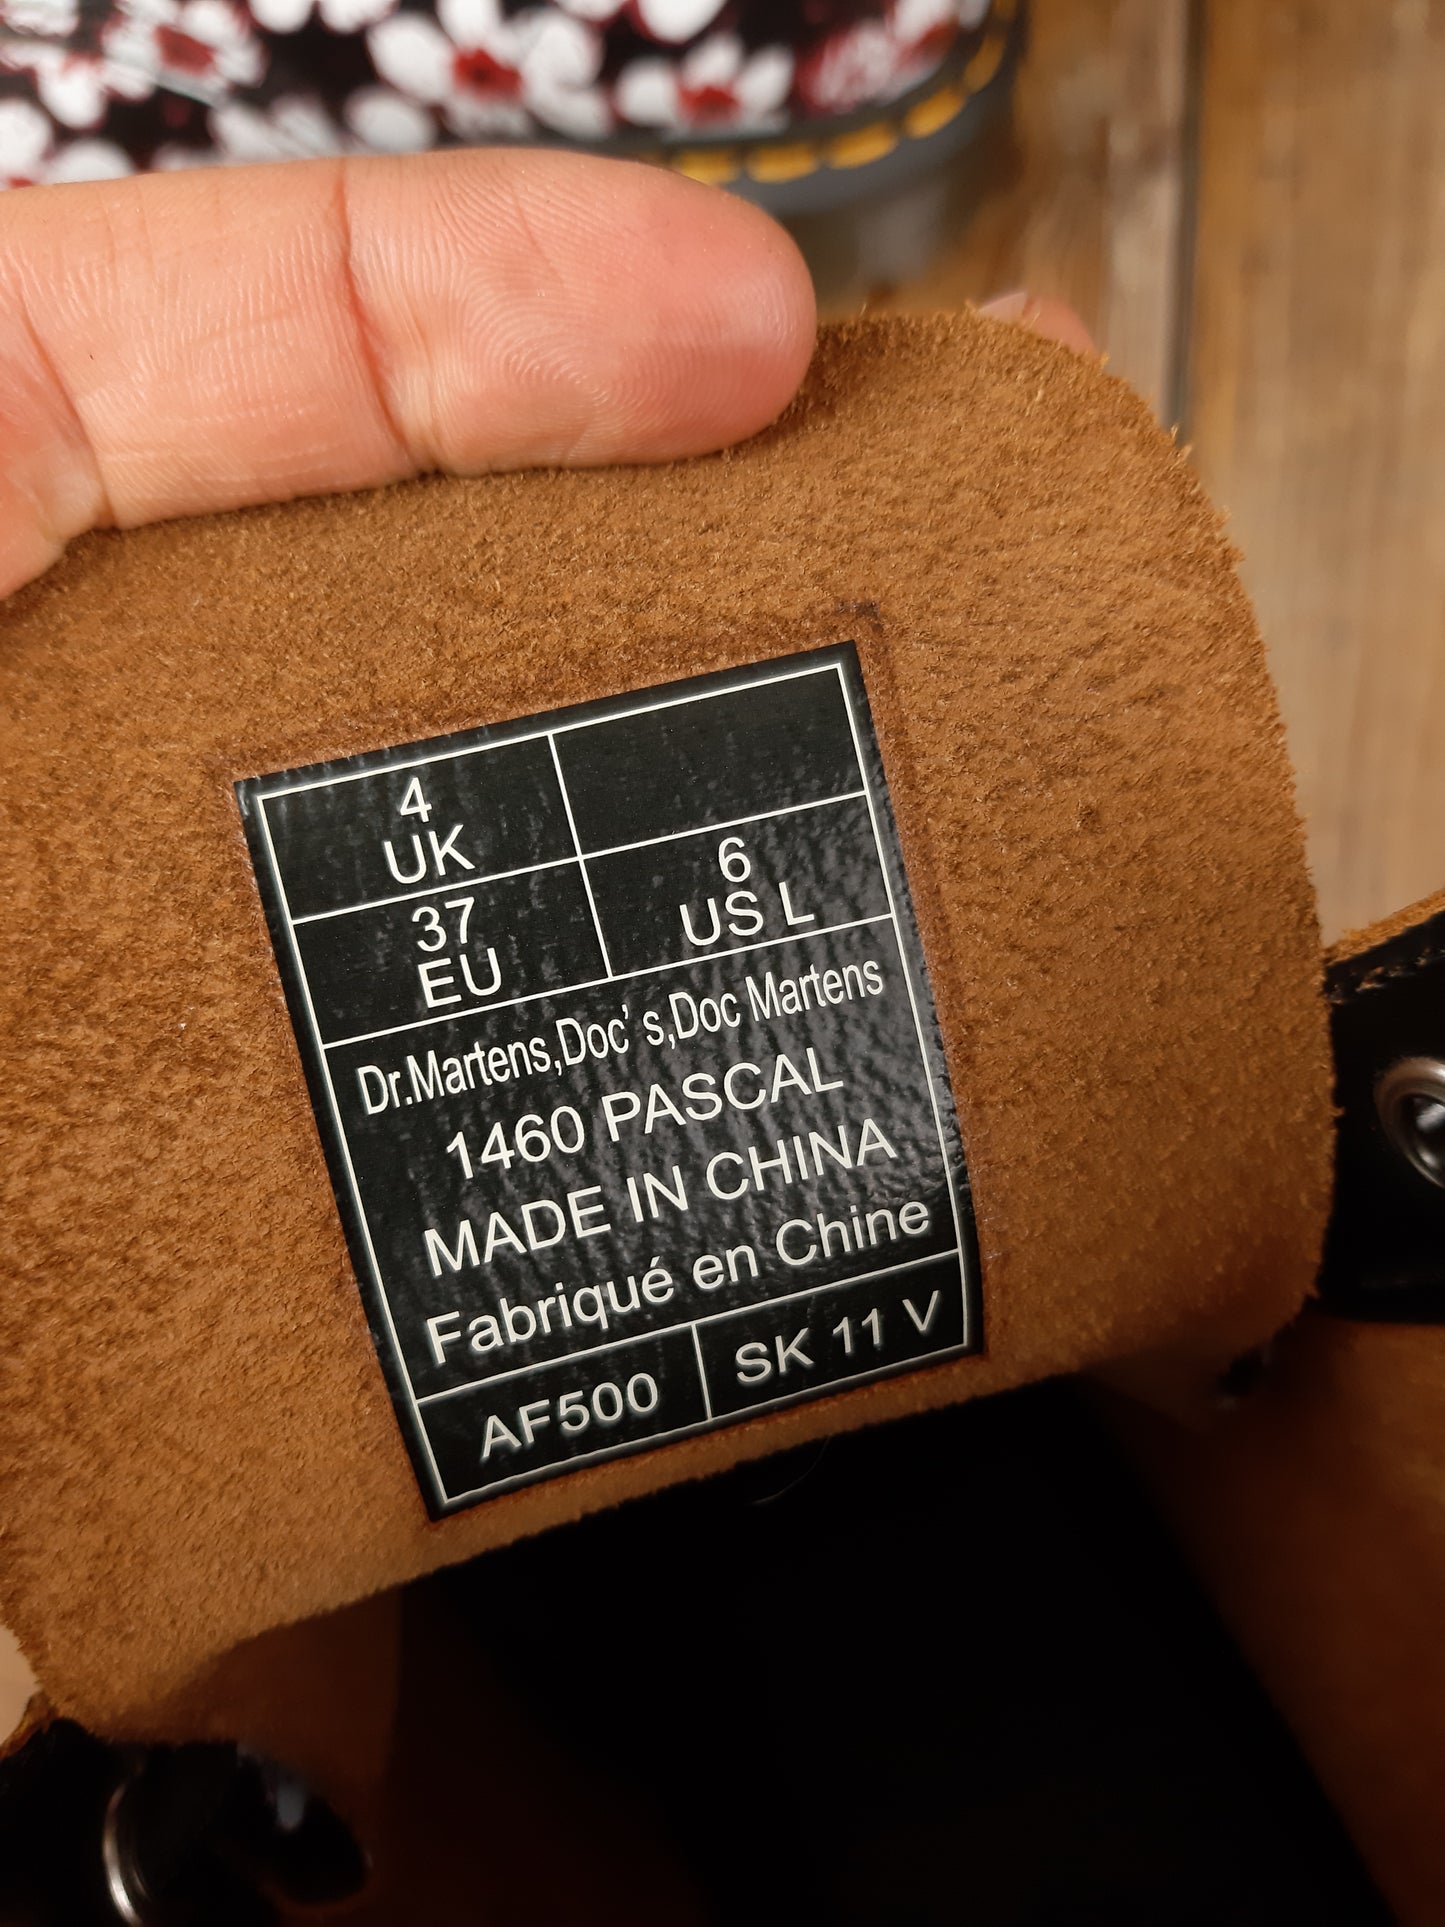 4
UK
37
EU
6
US L
Dr.Martens,Doc's,Doc Martens
1460 PASCAL
MADE IN CHINA
Fabriqué en Chine
AF500
SK 11 V